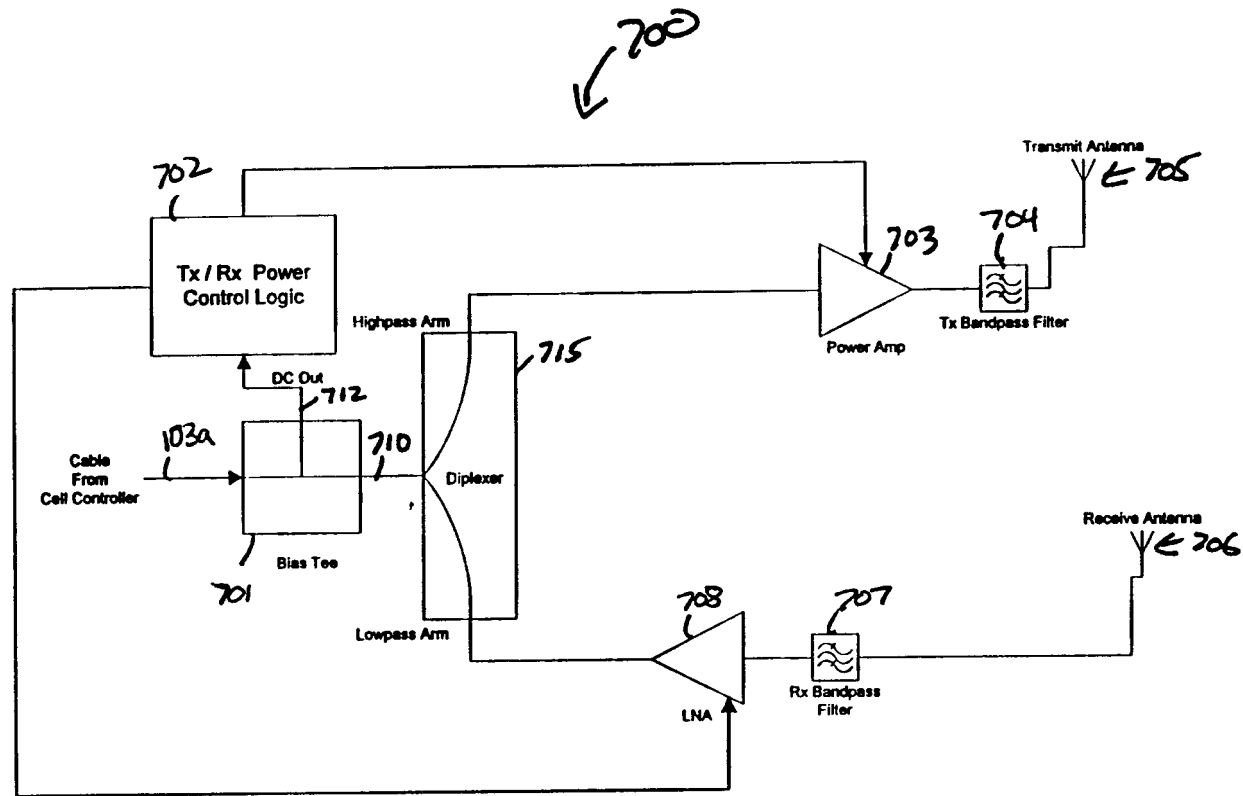 700
Transmit Antenna
705
702
704
703
Tx / Rx Power
Control Logic
Highpass Arm
Tx Bandpass Filter
715
Power Amp
DC Out
712
103a
710
Cable
From
Cell Controller
Diplexer
Receive Antenna
706
Bias Tee
701
708
707
Lowpass Arm
Rx Bandpass
Filter
LNA